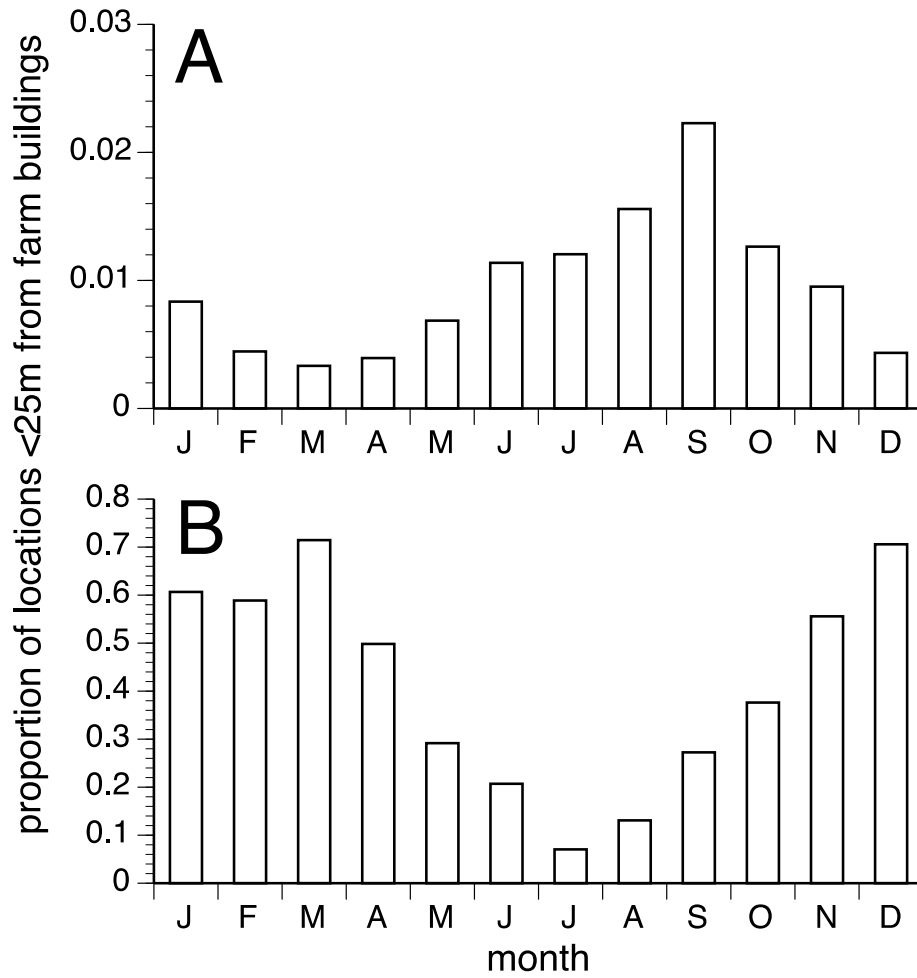 proportion of locations <25m from farm buildings
A
0.03
0.02
0.01
0
J F M A M J J A S O N D
B
0.8
0.7
0.6
0.5
0.4
0.3
0.2
0.1
0
J F M A M J J A S O N D
month